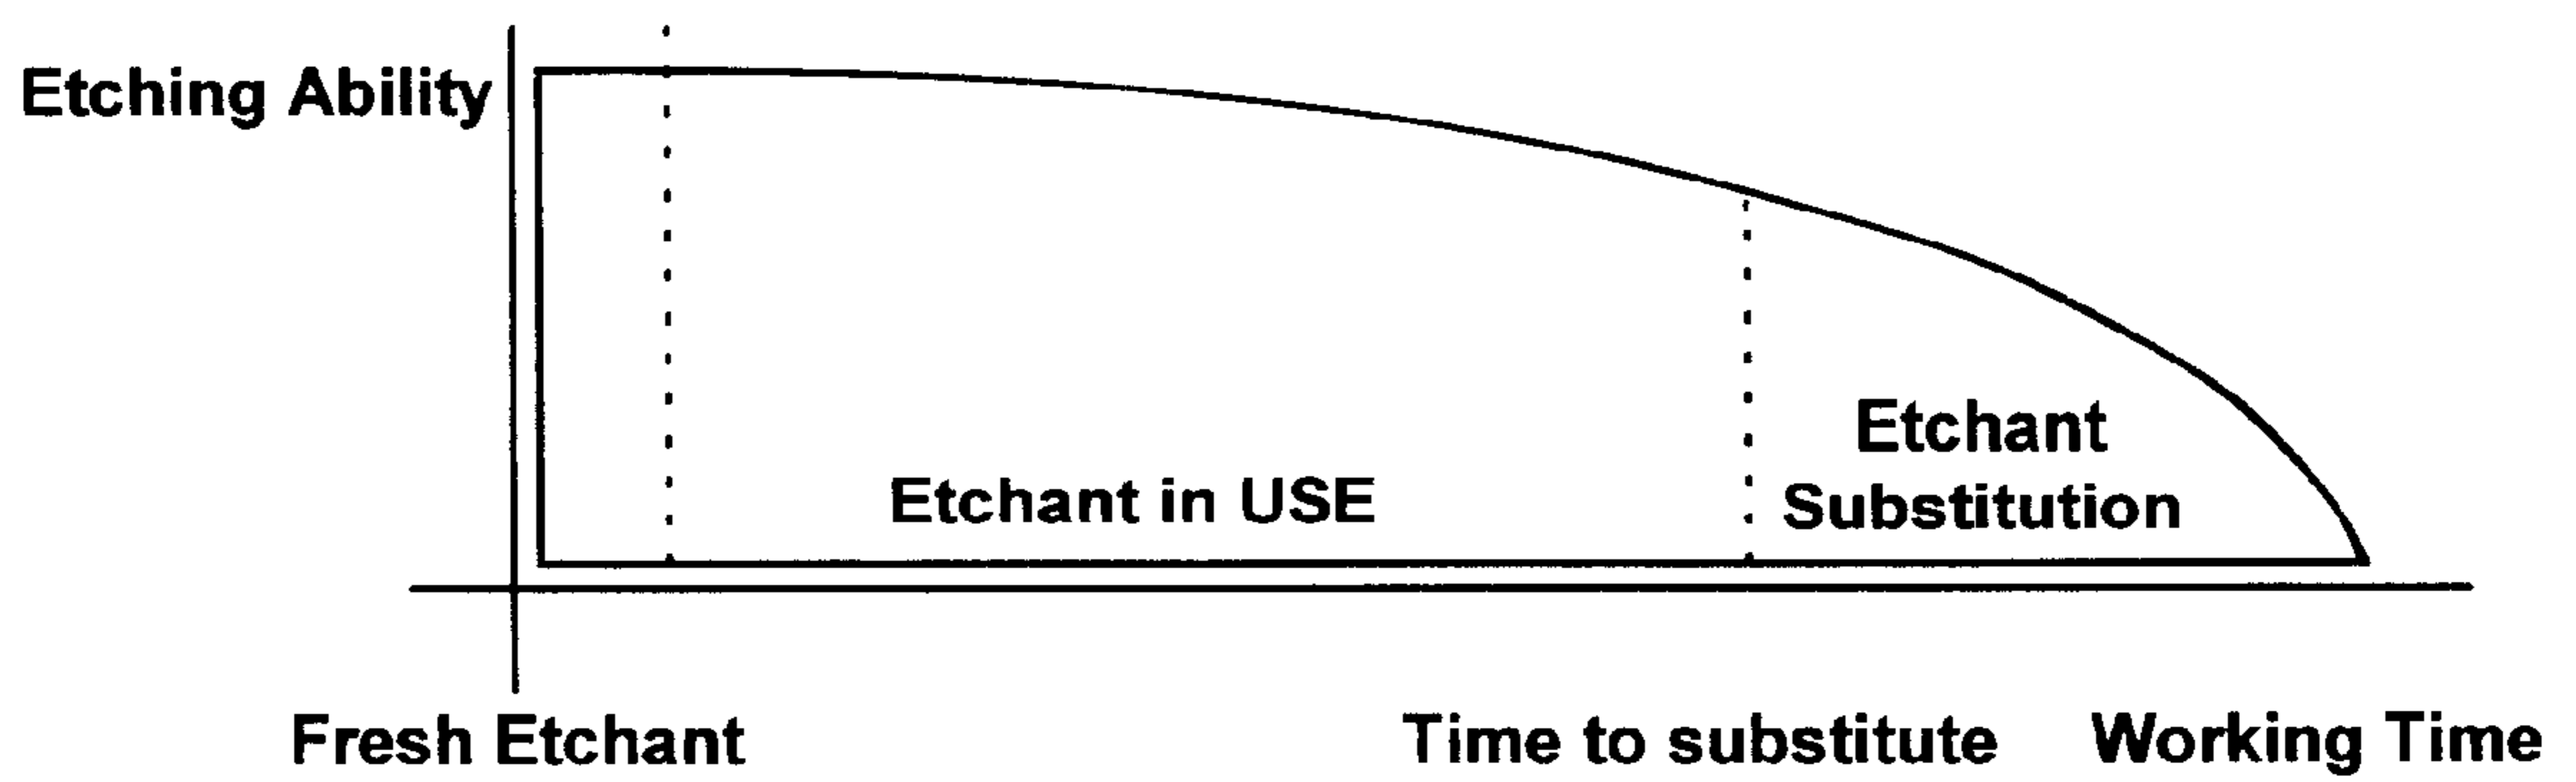 Etching Ability
Etchant in USE
Etchant
Substitution
Fresh Etchant
Time to substitute
Working Time